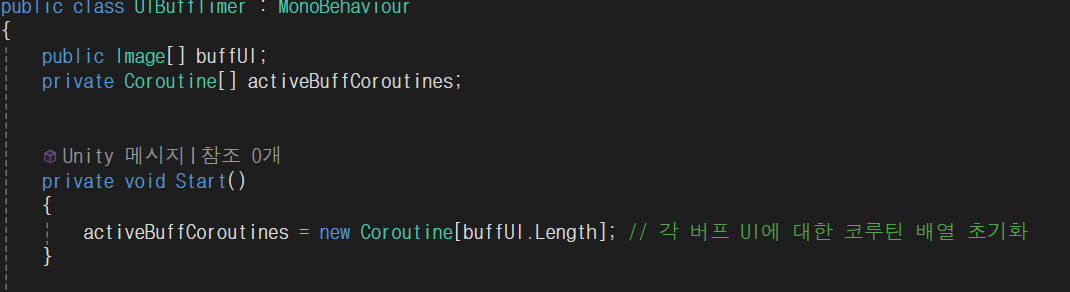 public class UIBuffTimer : MonoBehaviour
{
public Image[] buffUI;
private Coroutine[] activeBuffCoroutines;
Unity 메시지|참조 0개
private void Start()
{
activeBuffCoroutines = new Coroutine[buffUI.Length]; // 각 버프 UI에 대한 코루틴 배열 초기화
}